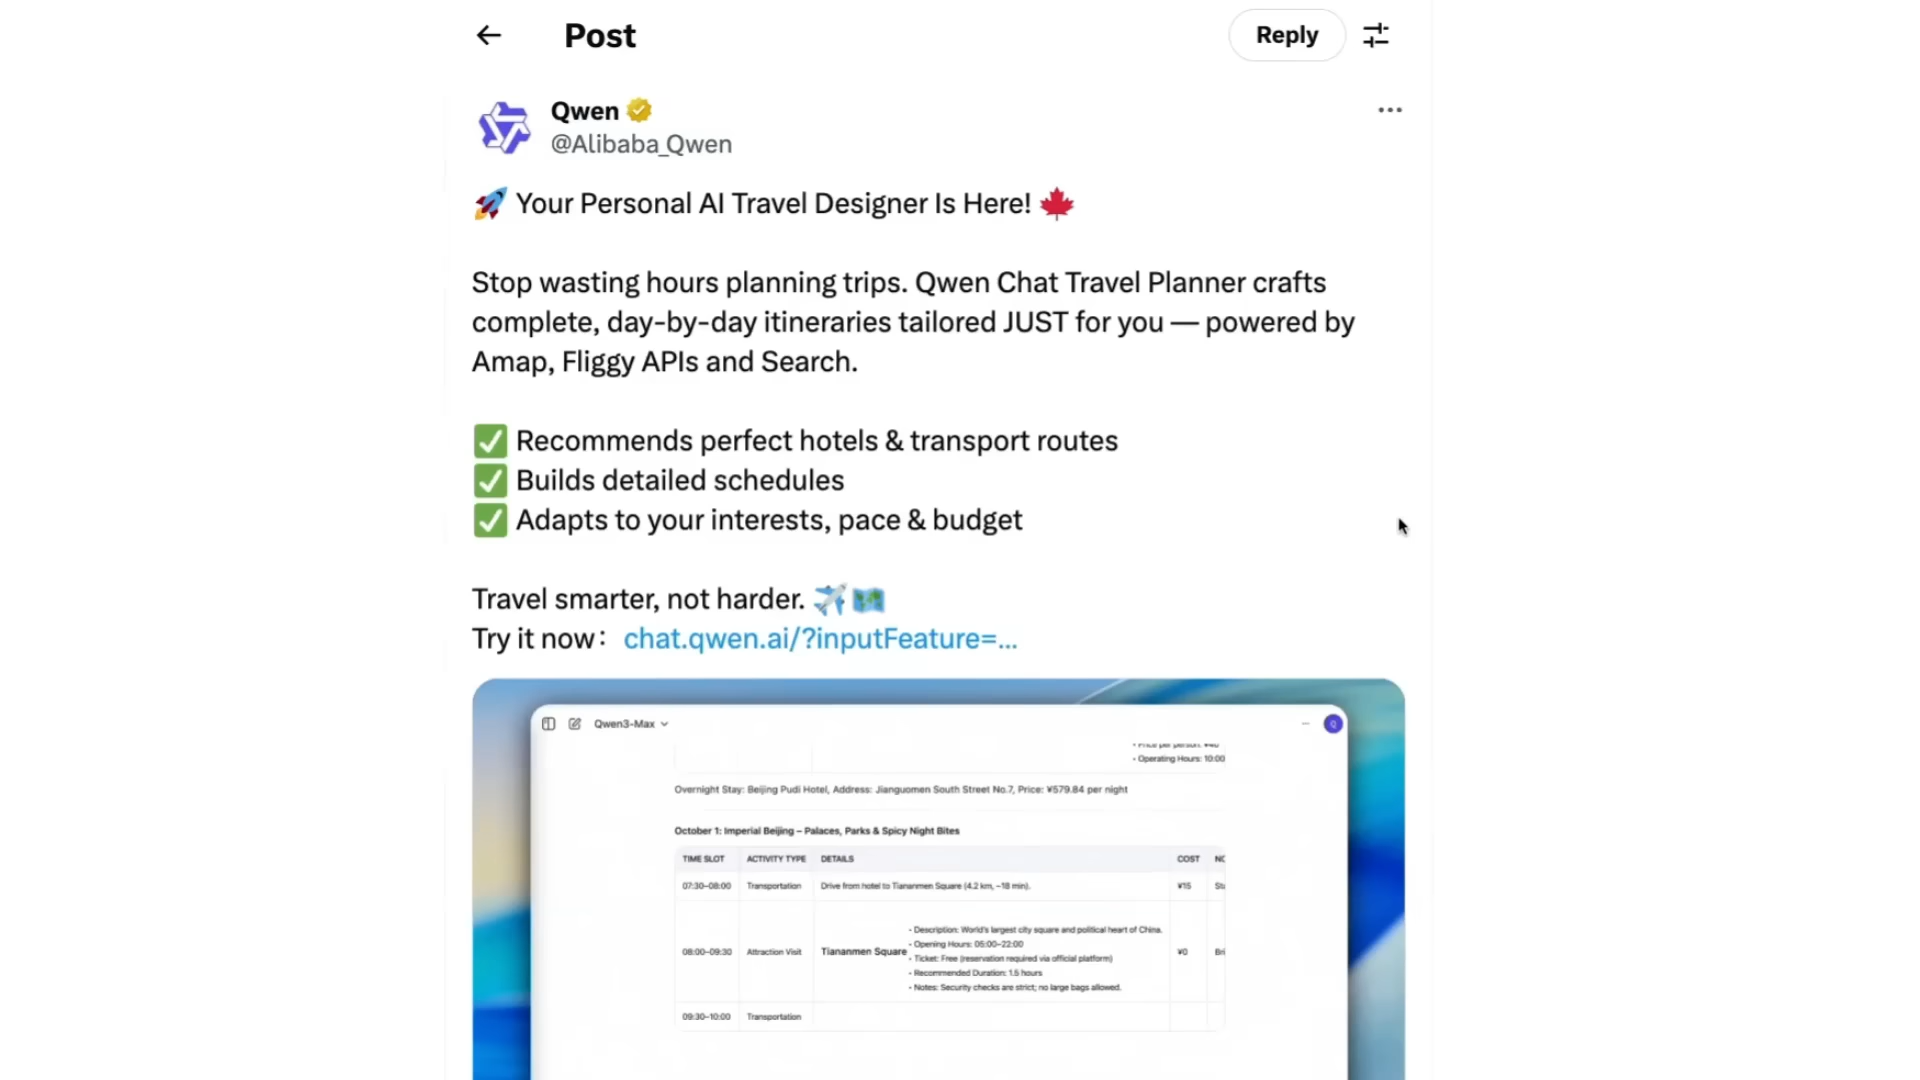 Post
Reply
Qwen
@Alibaba_Qwen
🚀 Your Personal AI Travel Designer Is Here! 🍁
Stop wasting hours planning trips. Qwen Chat Travel Planner crafts
complete, day-by-day itineraries tailored JUST for you — powered by
Amap, Fliggy APIs and Search.
✅ Recommends perfect hotels & transport routes
✅ Builds detailed schedules
✅ Adapts to your interests, pace & budget
Travel smarter, not harder. ✈️🗺️
Try it now： chat.qwen.ai/?inputFeature=...
Qwen3-Max
Q
• Price per person: ¥40
• Operating Hours: 10:00
Overnight Stay: Beijing Pudi Hotel, Address: Jianguomen South Street No.7, Price: ¥579.84 per night
October 1: Imperial Beijing – Palaces, Parks & Spicy Night Bites
TIME SLOT ACTIVITY TYPE DETAILS COST
07:30–08:00 Transportation Drive from hotel to Tiananmen Square (4.2 km, ~18 min). ¥15
• Description: World's largest city square and political heart of China.
• Opening Hours: 05:00–22:00
08:00–09:30 Attraction Visit Tiananmen Square • Ticket: Free (reservation required via official platform) ¥0
• Recommended Duration: 1.5 hours
• Notes: Security checks are strict; no large bags allowed.
09:30–10:00 Transportation